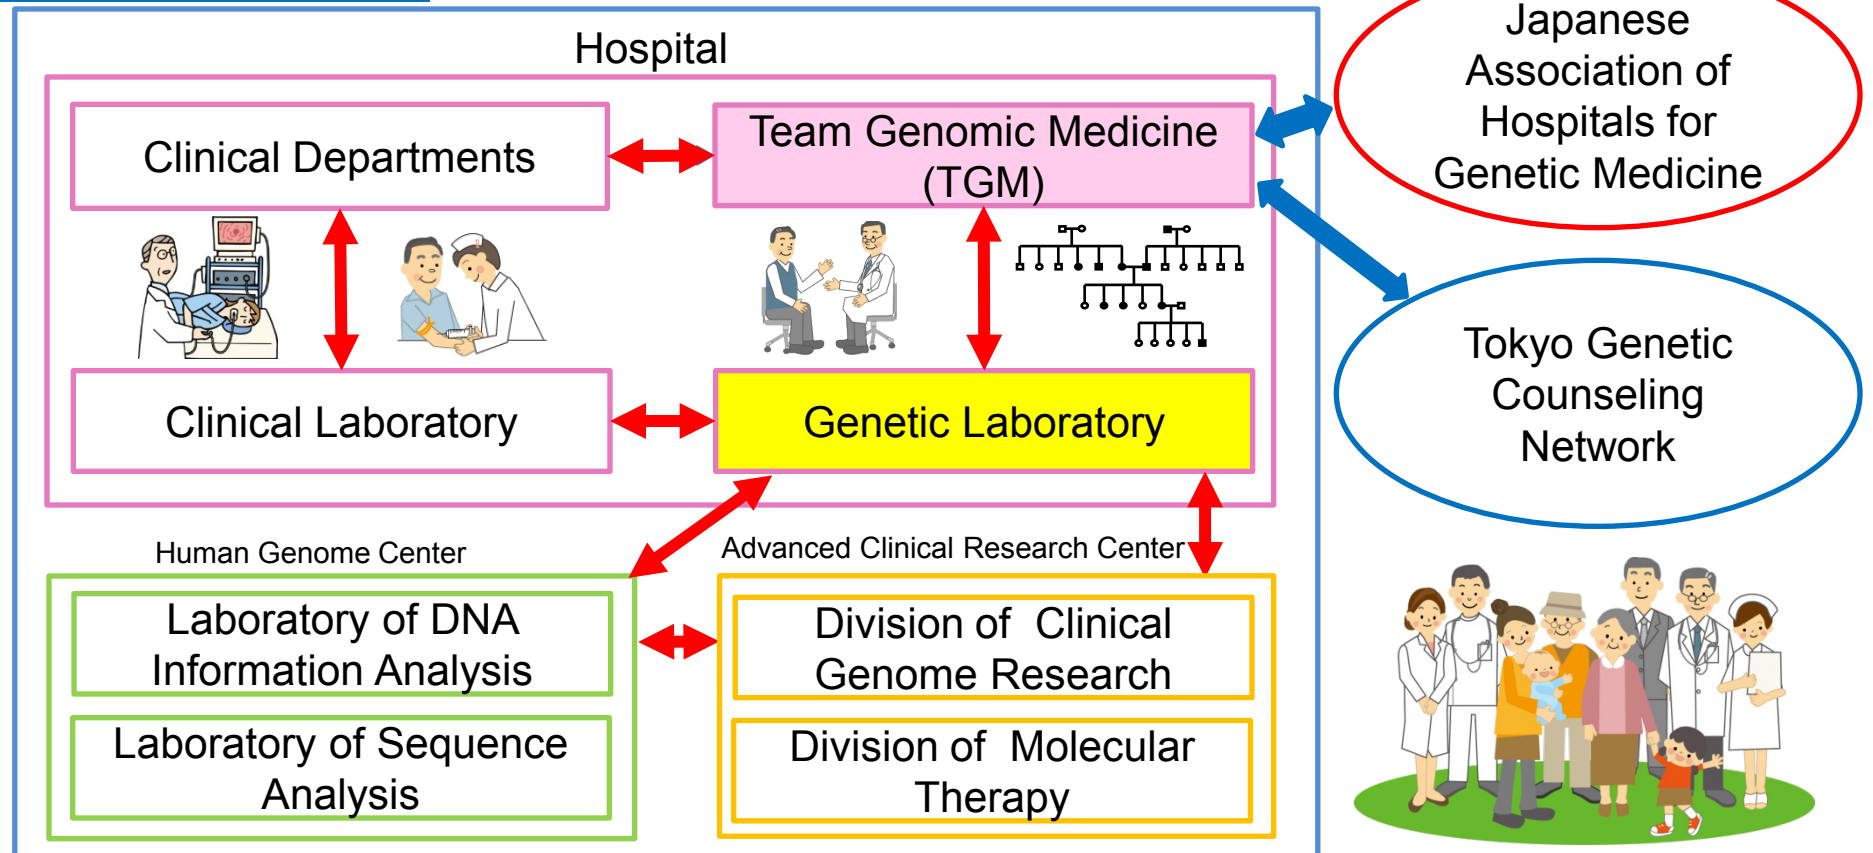 Hospital
Clinical Departments
Team Genomic Medicine
(TGM)
Clinical Laboratory
Genetic Laboratory
Human Genome Center
Laboratory of DNA
Information Analysis
Laboratory of Sequence
Analysis
Advanced Clinical Research Center
Division of Clinical
Genome Research
Division of Molecular
Therapy
Japanese
Association of
Hospitals for
Genetic Medicine
Tokyo Genetic
Counseling
Network